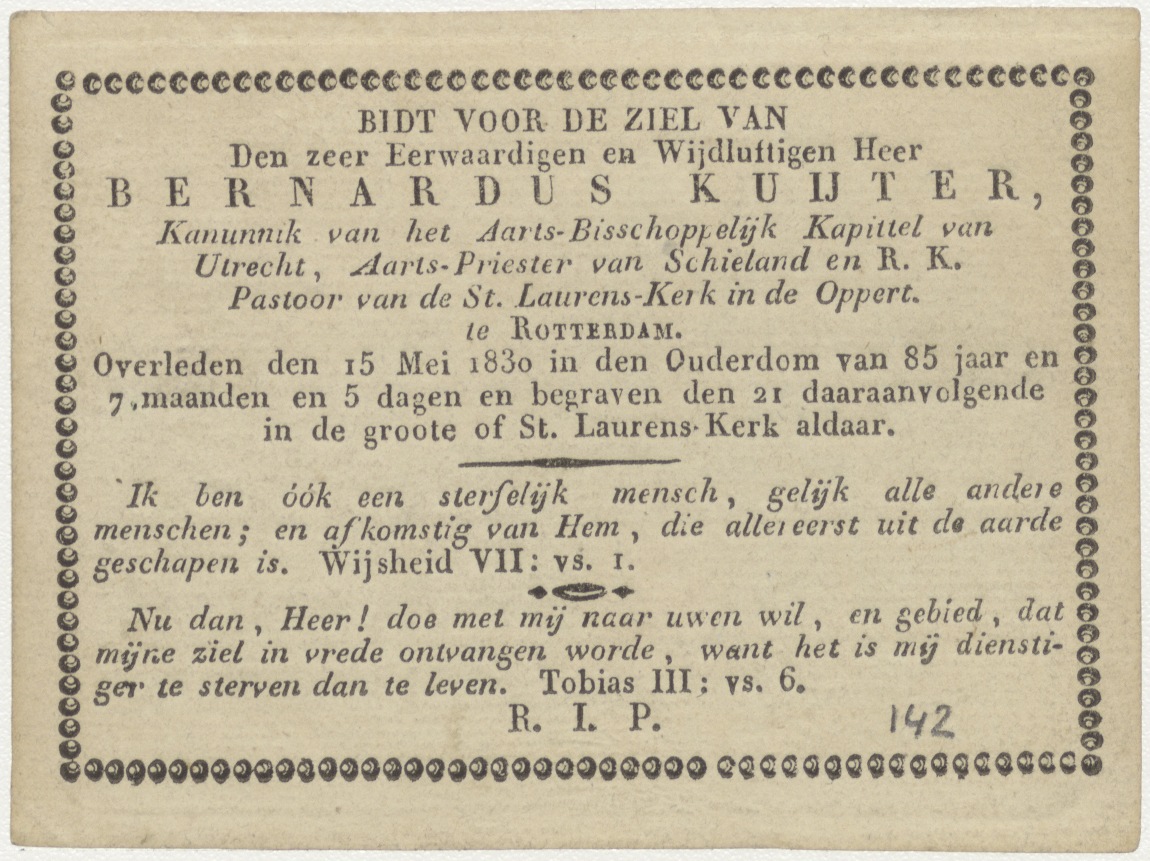 BIDT VOOR DE ZIEL VAN
Den zeer Eerwaardigen en Wijdluftigen Heer
BERNARDUS KUIJTER,
Kanunnik van het Aarts-Bisschoppelijk Kapittel van
Utrecht, Aarts-Priester van Schieland en R. K.
Pastoor van de St. Laurens-Kerk in de Oppert.
te ROTTERDAM.
Overleden den 15 Mei 1830 in den Ouderdom van 85 jaar en
7, maanden en 5 dagen en begraven den 21 daaraanvolgende
in de groote of St. Laurens-Kerk aldaar.
Ik ben óók een sterfelijk mensch, gelijk alle andere
menschen; en afkomstig van Hem, die allereerst uit de aarde
geschapen is. Wijsheid VII: vs. 1.
Nu dan, Heer! doe met mij naar uwen wil, en gebied, dat
mijne ziel in vrede ontvangen worde, want het is mij diensti-
ger te sterven dan te leven. Tobias III: vs. 6.
R. I. P.
142